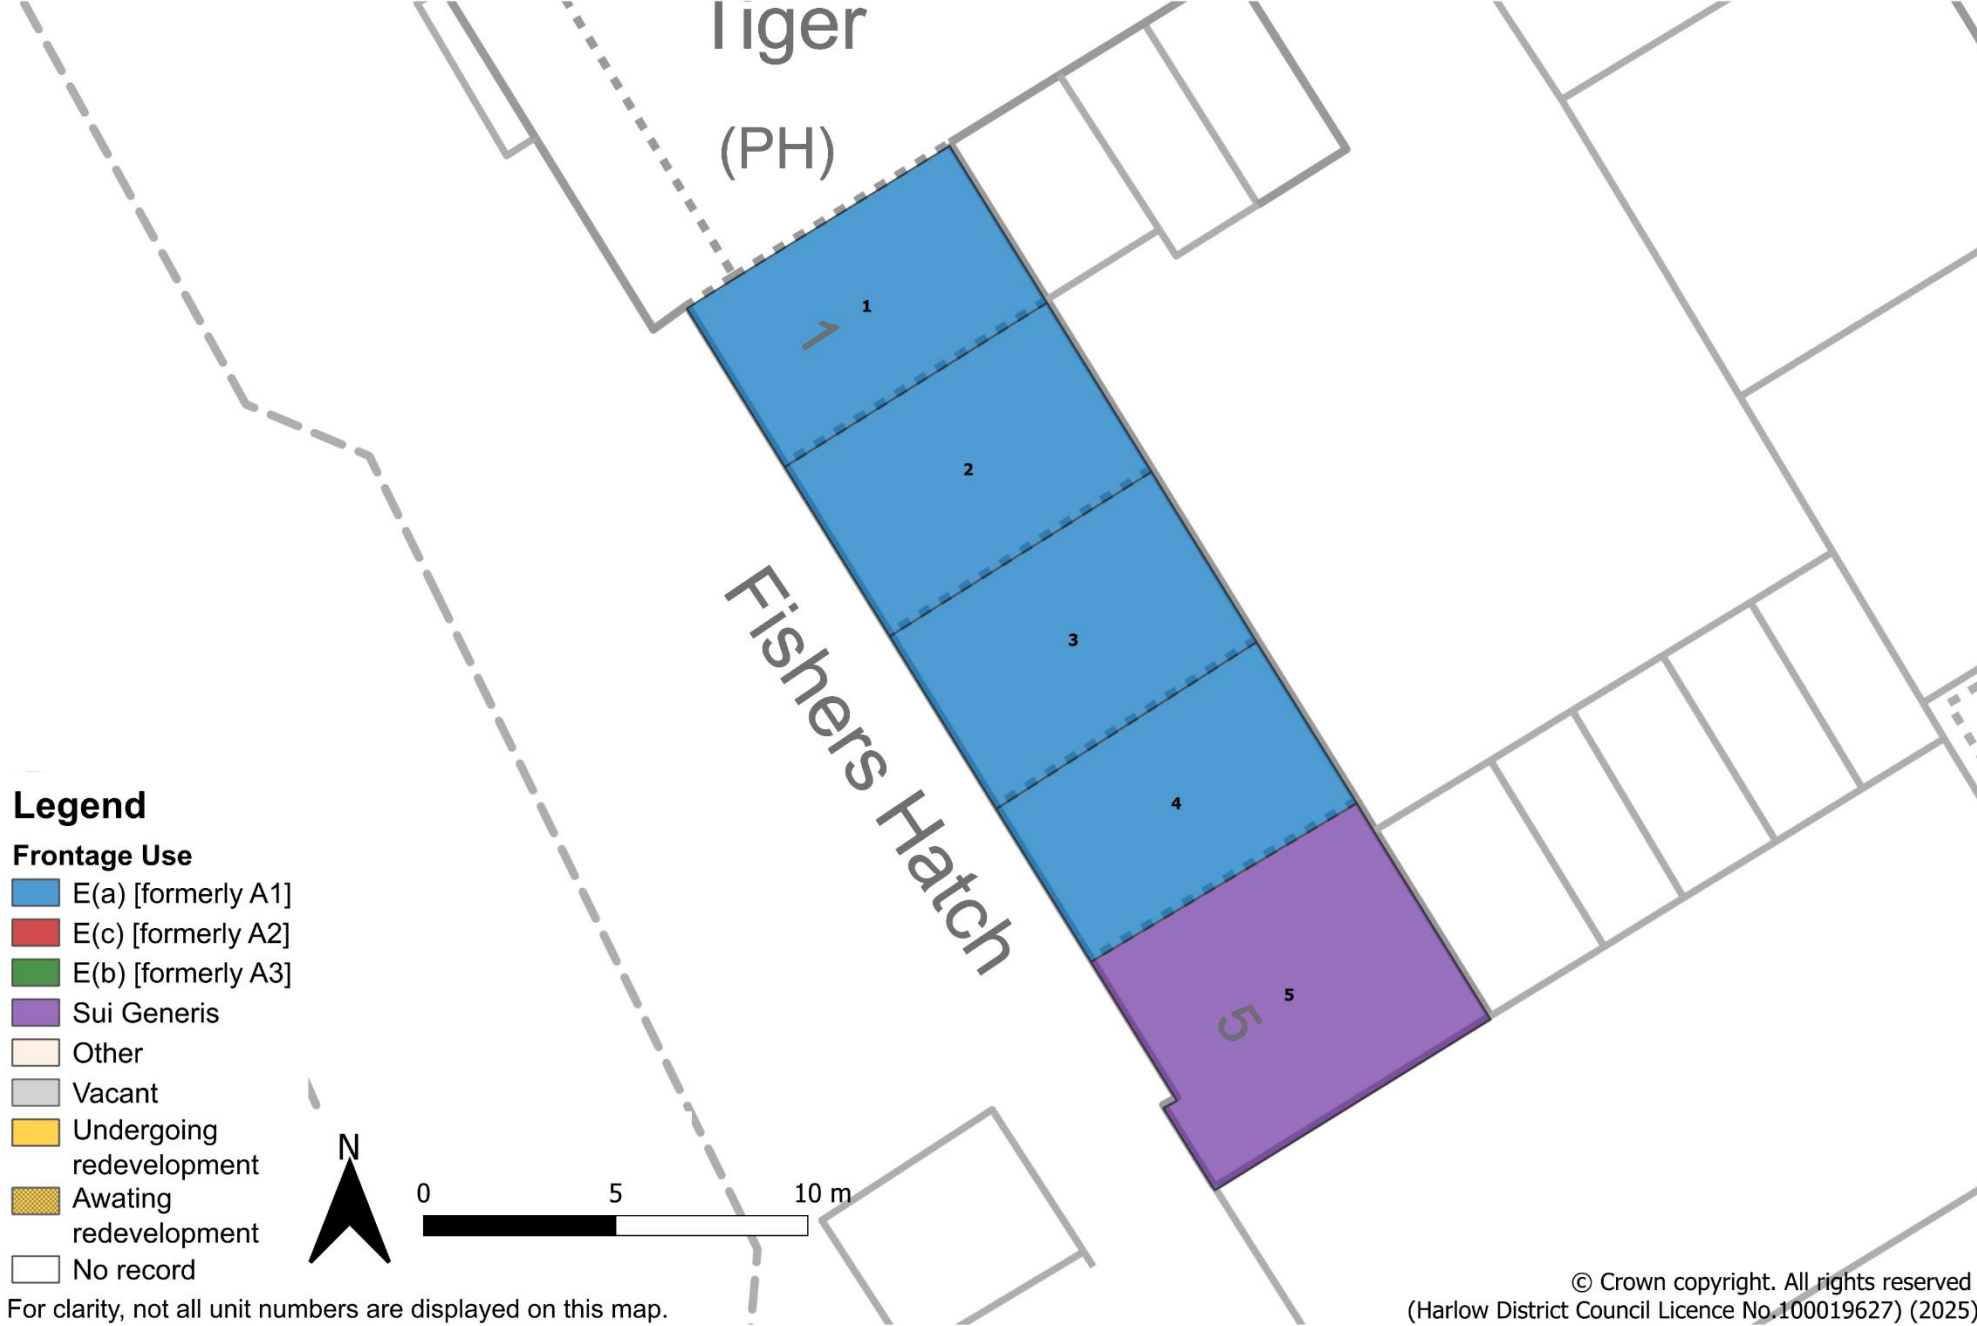 Tiger
(PH)
1
1
2
3
Fishers Hatch
4
5
5
Legend
Frontage Use
E(a) [formerly A1]
E(c) [formerly A2]
E(b) [formerly A3]
Sui Generis
Other
Vacant
Undergoing
redevelopment
Awating
redevelopment
No record
N
0 5 10 m
For clarity, not all unit numbers are displayed on this map.
© Crown copyright. All rights reserved
(Harlow District Council Licence No.100019627) (2025)